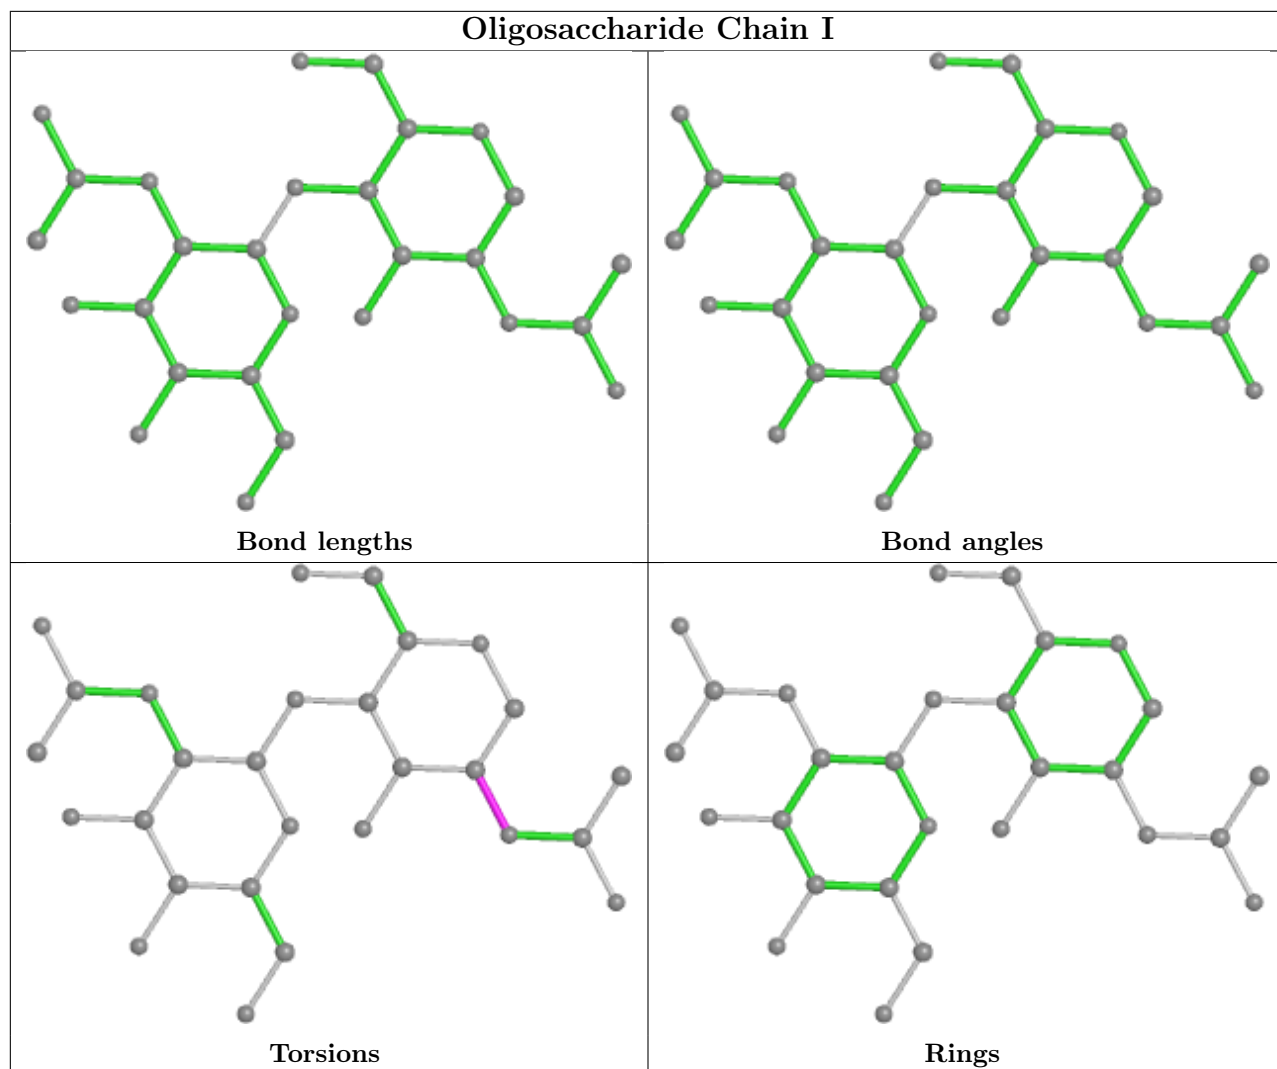 Oligosaccharide Chain I
Bond lengths
Bond angles
Torsions
Rings